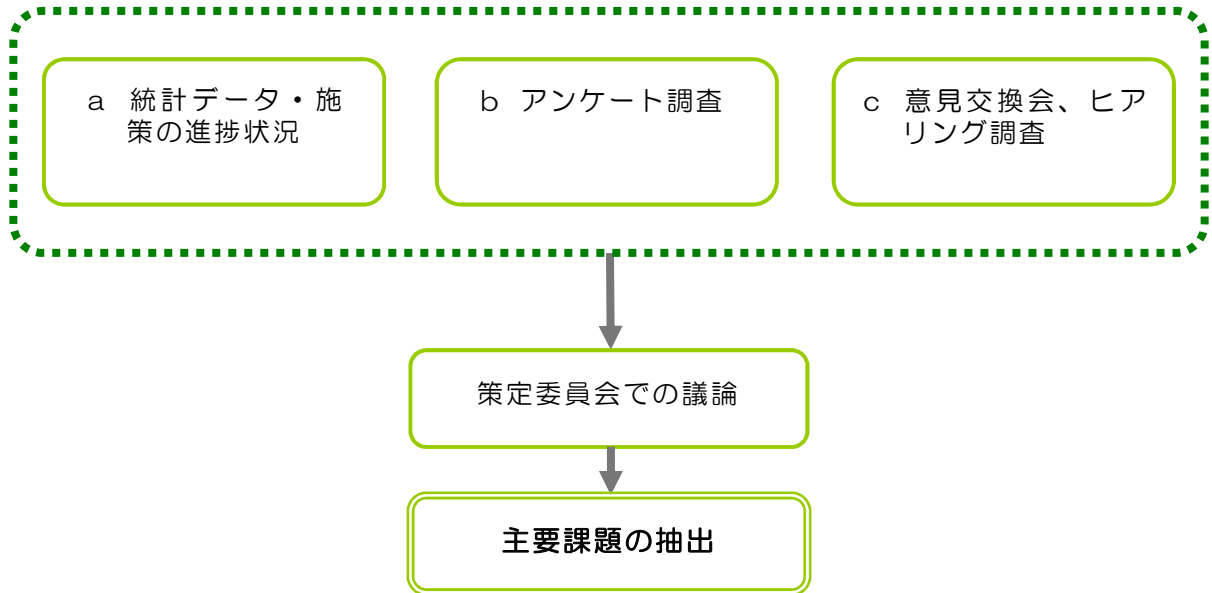 a 統計データ・施
策の進捗状況
b アンケート調査
c 意見交換会、ヒア
リング調査
策定委員会での議論
主要課題の抽出